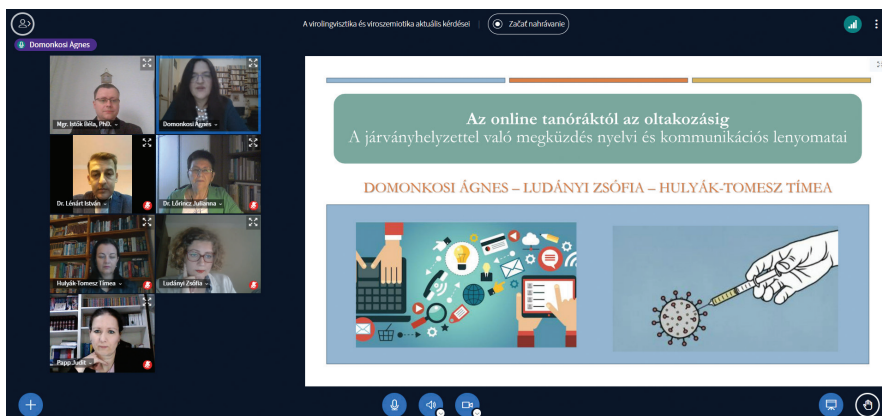 A virolingvisztika és viroszemiotika aktuális kérdései
Začať nahrávanie
Domonkosi Ágnes
Mgr. Istók Béla, PhD.
Domonkosi Ágnes
Dr. Lénárt István
Dr. Lőrincz Julianna
Hulyák-Tomesz Tímea
Ludányi Zsófia
Papp Judit
Az online tanóráktól az oltakozásig
A járványhelyzettel való megküzdés nyelvi és kommunikációs lenyomatai
DOMONKOSI ÁGNES – LUDÁNYI ZSÓFIA – HULYÁK-TOMESZ TÍMEA